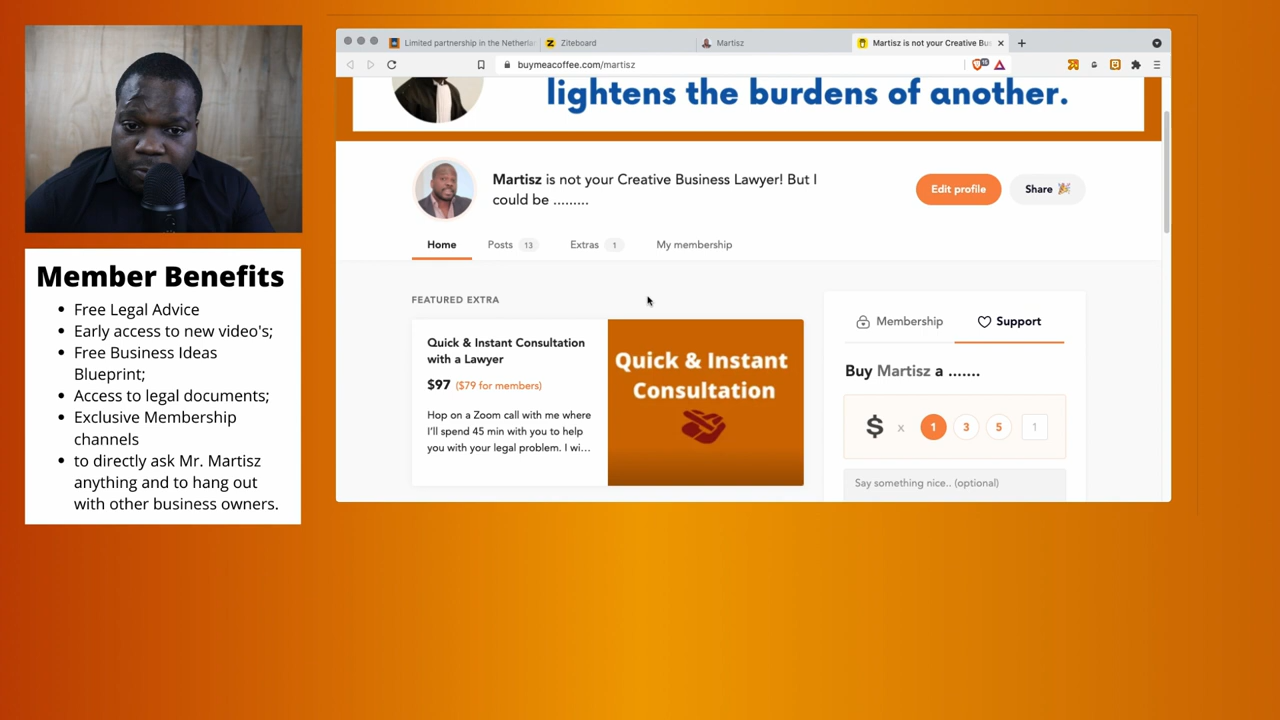 Limited partnership in the Netherla
Ziteboard
Martisz
Martisz is not your Creative Bus
buymeacoffee.com/martisz
lightens the burdens of another.
Martisz is not your Creative Business Lawyer! But I
could be .........
Edit profile
Share
Home
Posts 13
Extras 1
My membership
FEATURED EXTRA
Quick & Instant Consultation
with a Lawyer
$97 ($79 for members)
Hop on a Zoom call with me where
I'll spend 45 min with you to help
you with your legal problem. I wi...
Quick & Instant
Consultation
Membership
Support
Buy Martisz a .......
$ x 1 3 5 1
Say something nice.. (optional)
Member Benefits
• Free Legal Advice
• Early access to new video's;
• Free Business Ideas
Blueprint;
• Access to legal documents;
• Exclusive Membership
channels
• to directly ask Mr. Martisz
anything and to hang out
with other business owners.